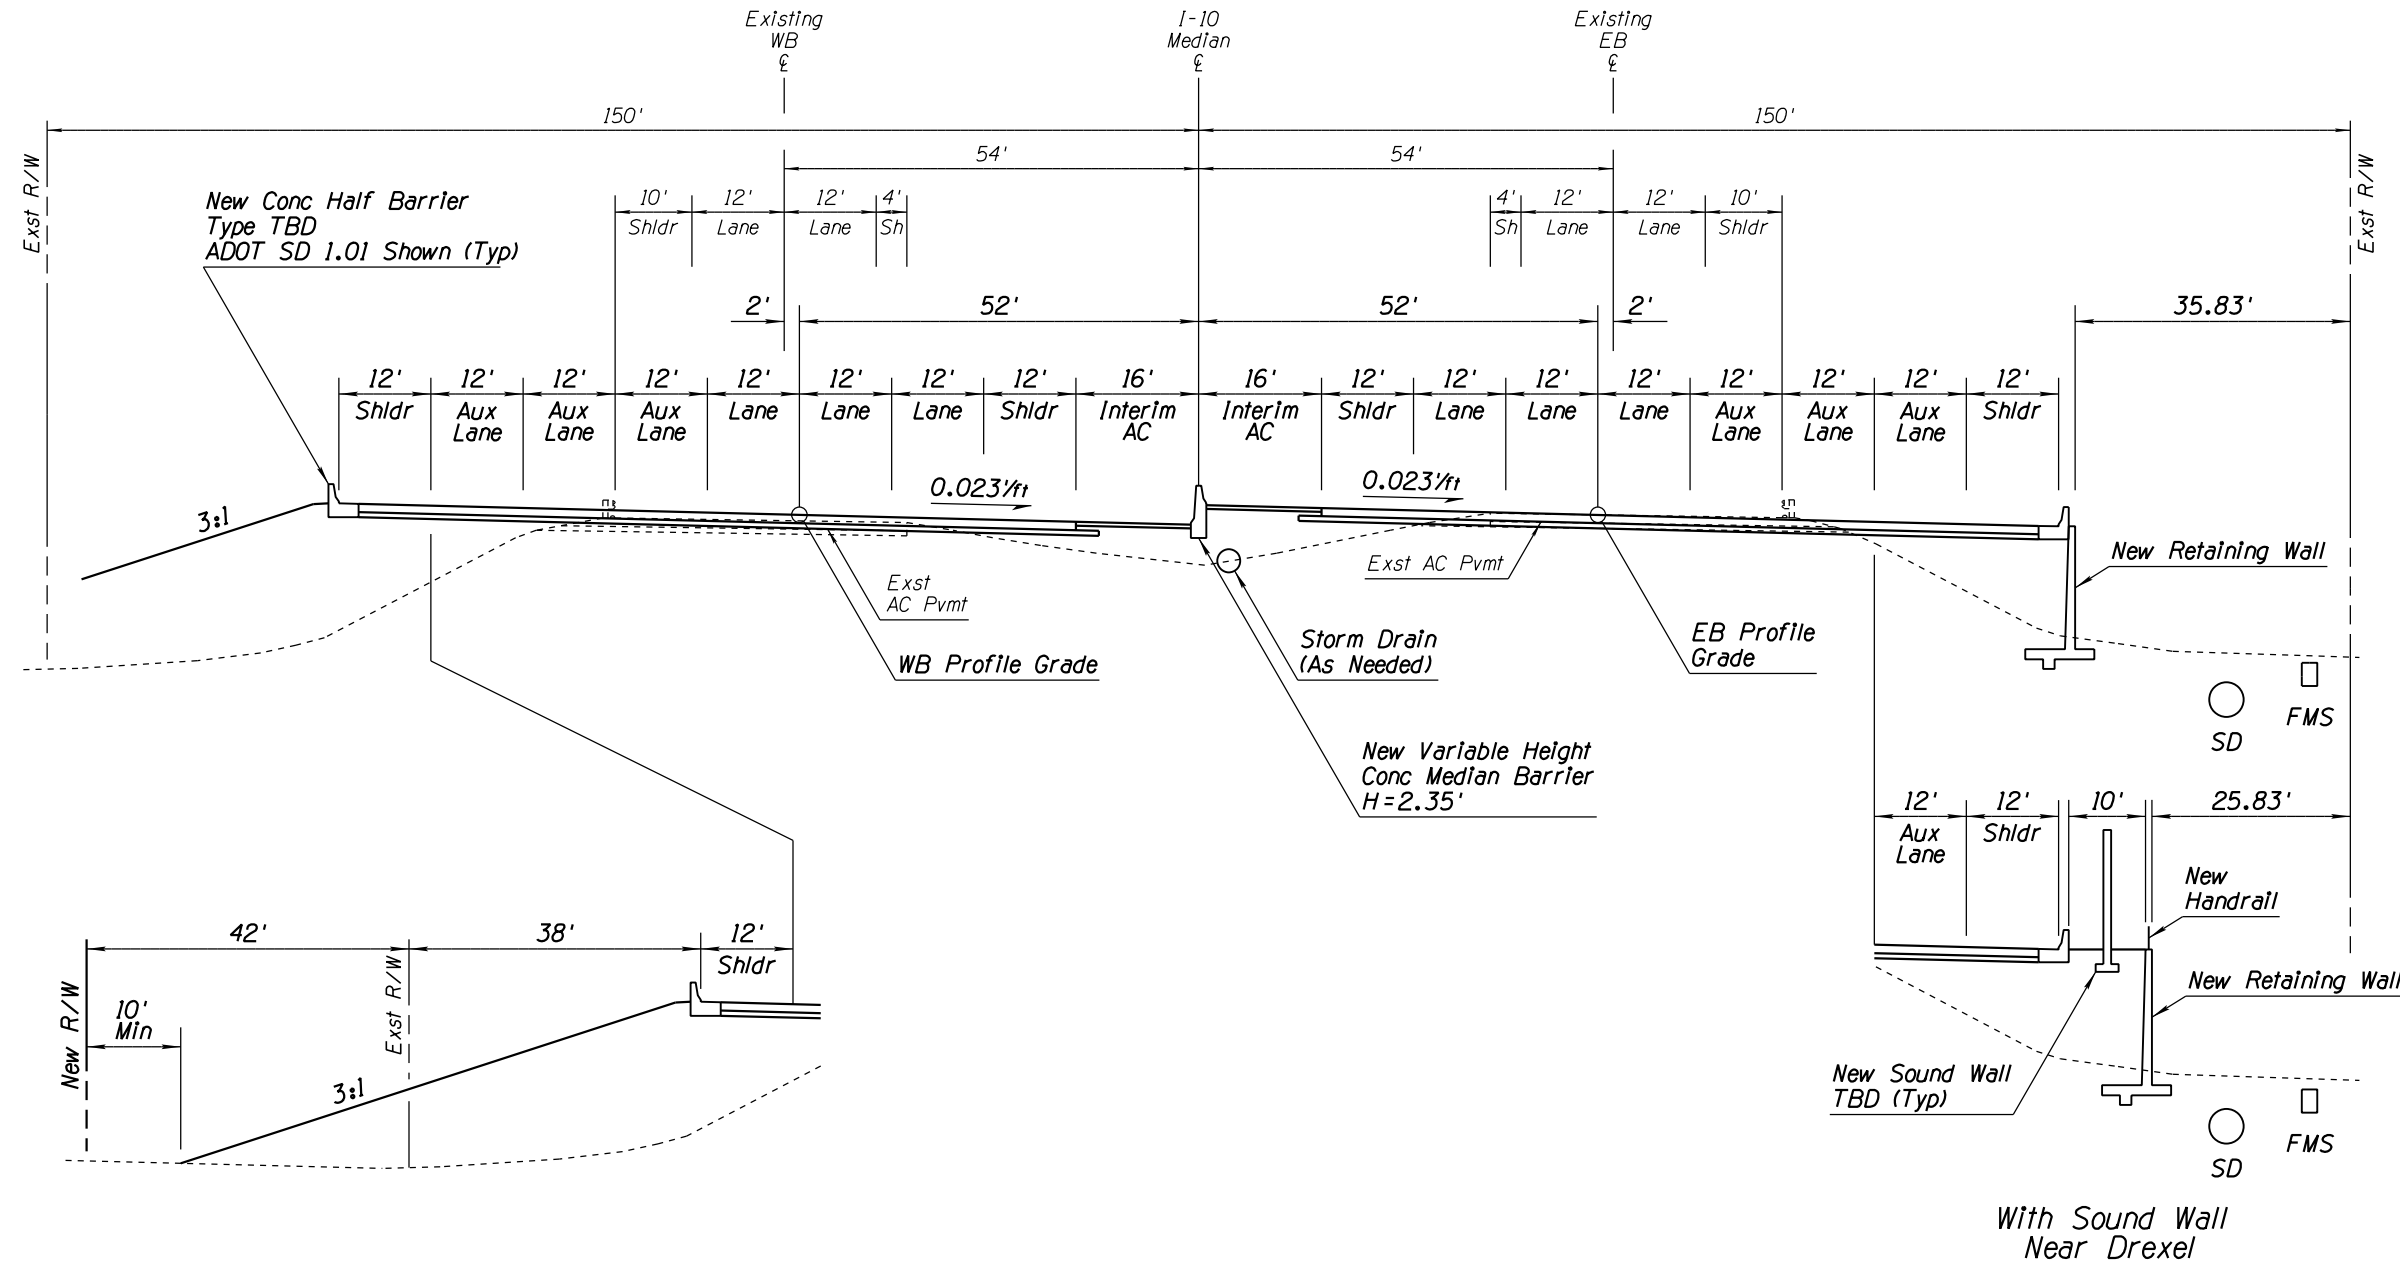 Existing
WB
℄
I-10
Median
℄
Existing
EB
℄
150'
150'
54'
54'
Exst R/W
Exst R/W
New Conc Half Barrier
Type TBD
ADOT SD 1.01 Shown (Typ)
10'
12'
12'
4'
Shldr
Lane
Lane
Sh
4'
12'
12'
10'
Sh
Lane
Lane
Shldr
2'
52'
52'
2'
35.83'
12'
12'
12'
12'
12'
12'
12'
12'
16'
16'
12'
12'
12'
12'
12'
12'
12'
12'
Shldr
Aux
Lane
Aux
Lane
Aux
Lane
Lane
Lane
Lane
Shldr
Interim
AC
Interim
AC
Shldr
Lane
Lane
Lane
Aux
Lane
Aux
Lane
Aux
Lane
Shldr
0.023'/ft
0.023'/ft
3:1
New Retaining Wall
Exst AC Pvmt
Exst
AC Pvmt
WB Profile Grade
Storm Drain
(As Needed)
EB Profile
Grade
SD
FMS
New Variable Height
Conc Median Barrier
H=2.35'
12'
12'
10'
25.83'
Aux
Lane
Shldr
New
Handrail
New Retaining Wall
New Sound Wall
TBD (Typ)
SD
FMS
With Sound Wall
Near Drexel
42'
38'
12'
Shldr
New R/W
Exst R/W
10'
Min
3:1